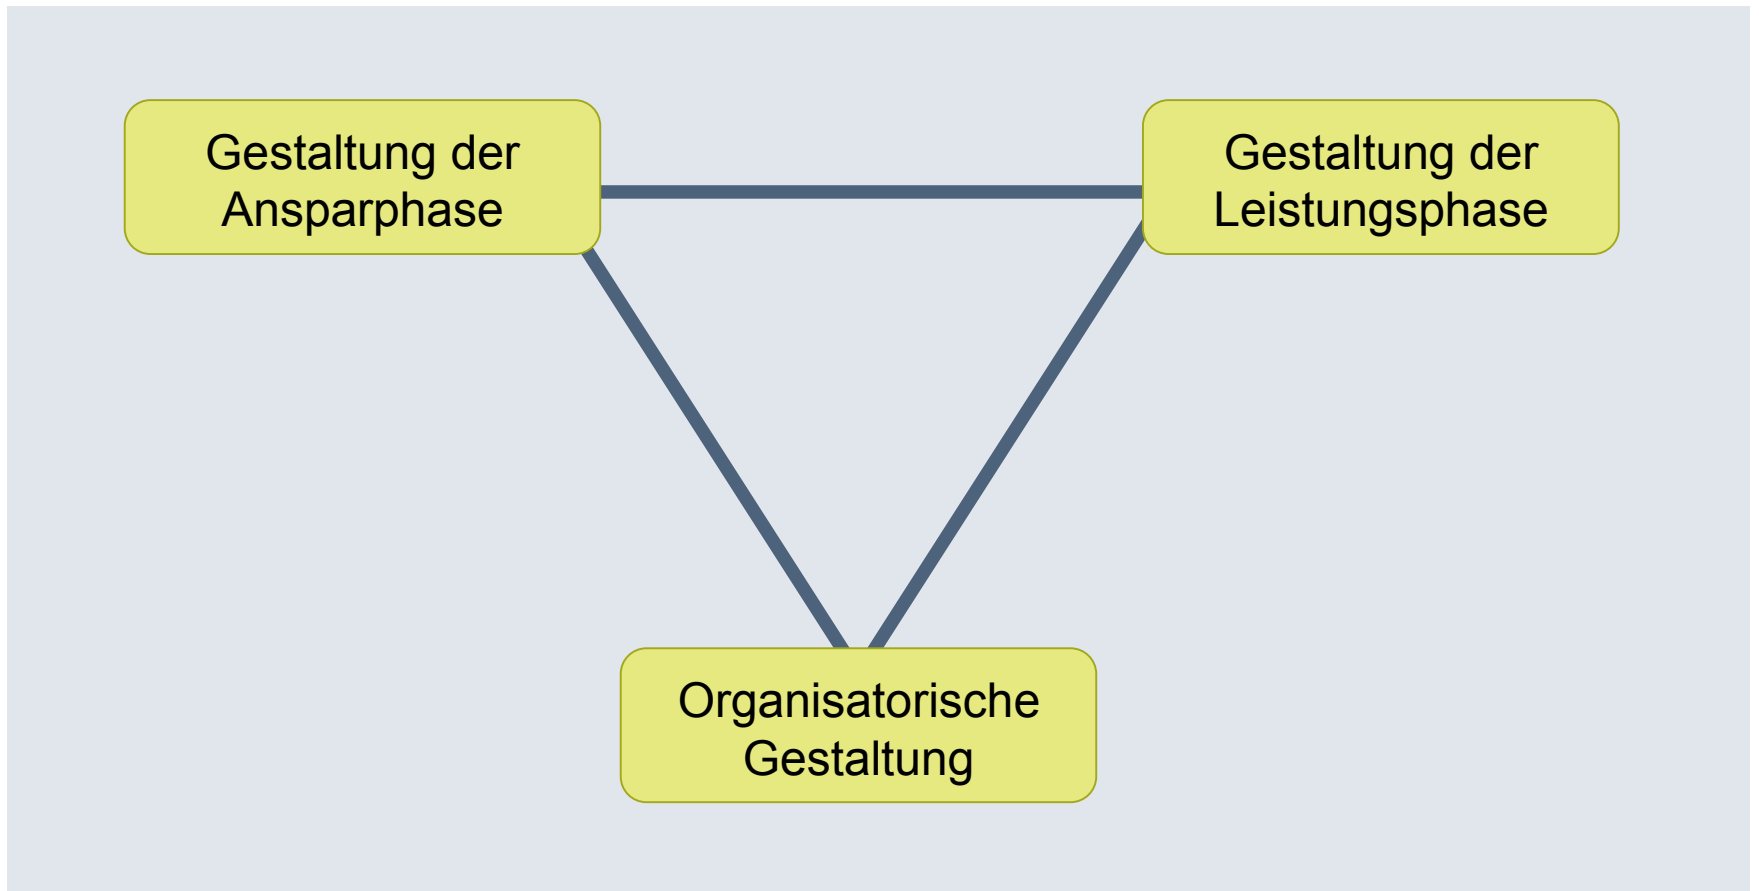 Gestaltung der
Ansparphase
Gestaltung der
Leistungsphase
Organisatorische
Gestaltung